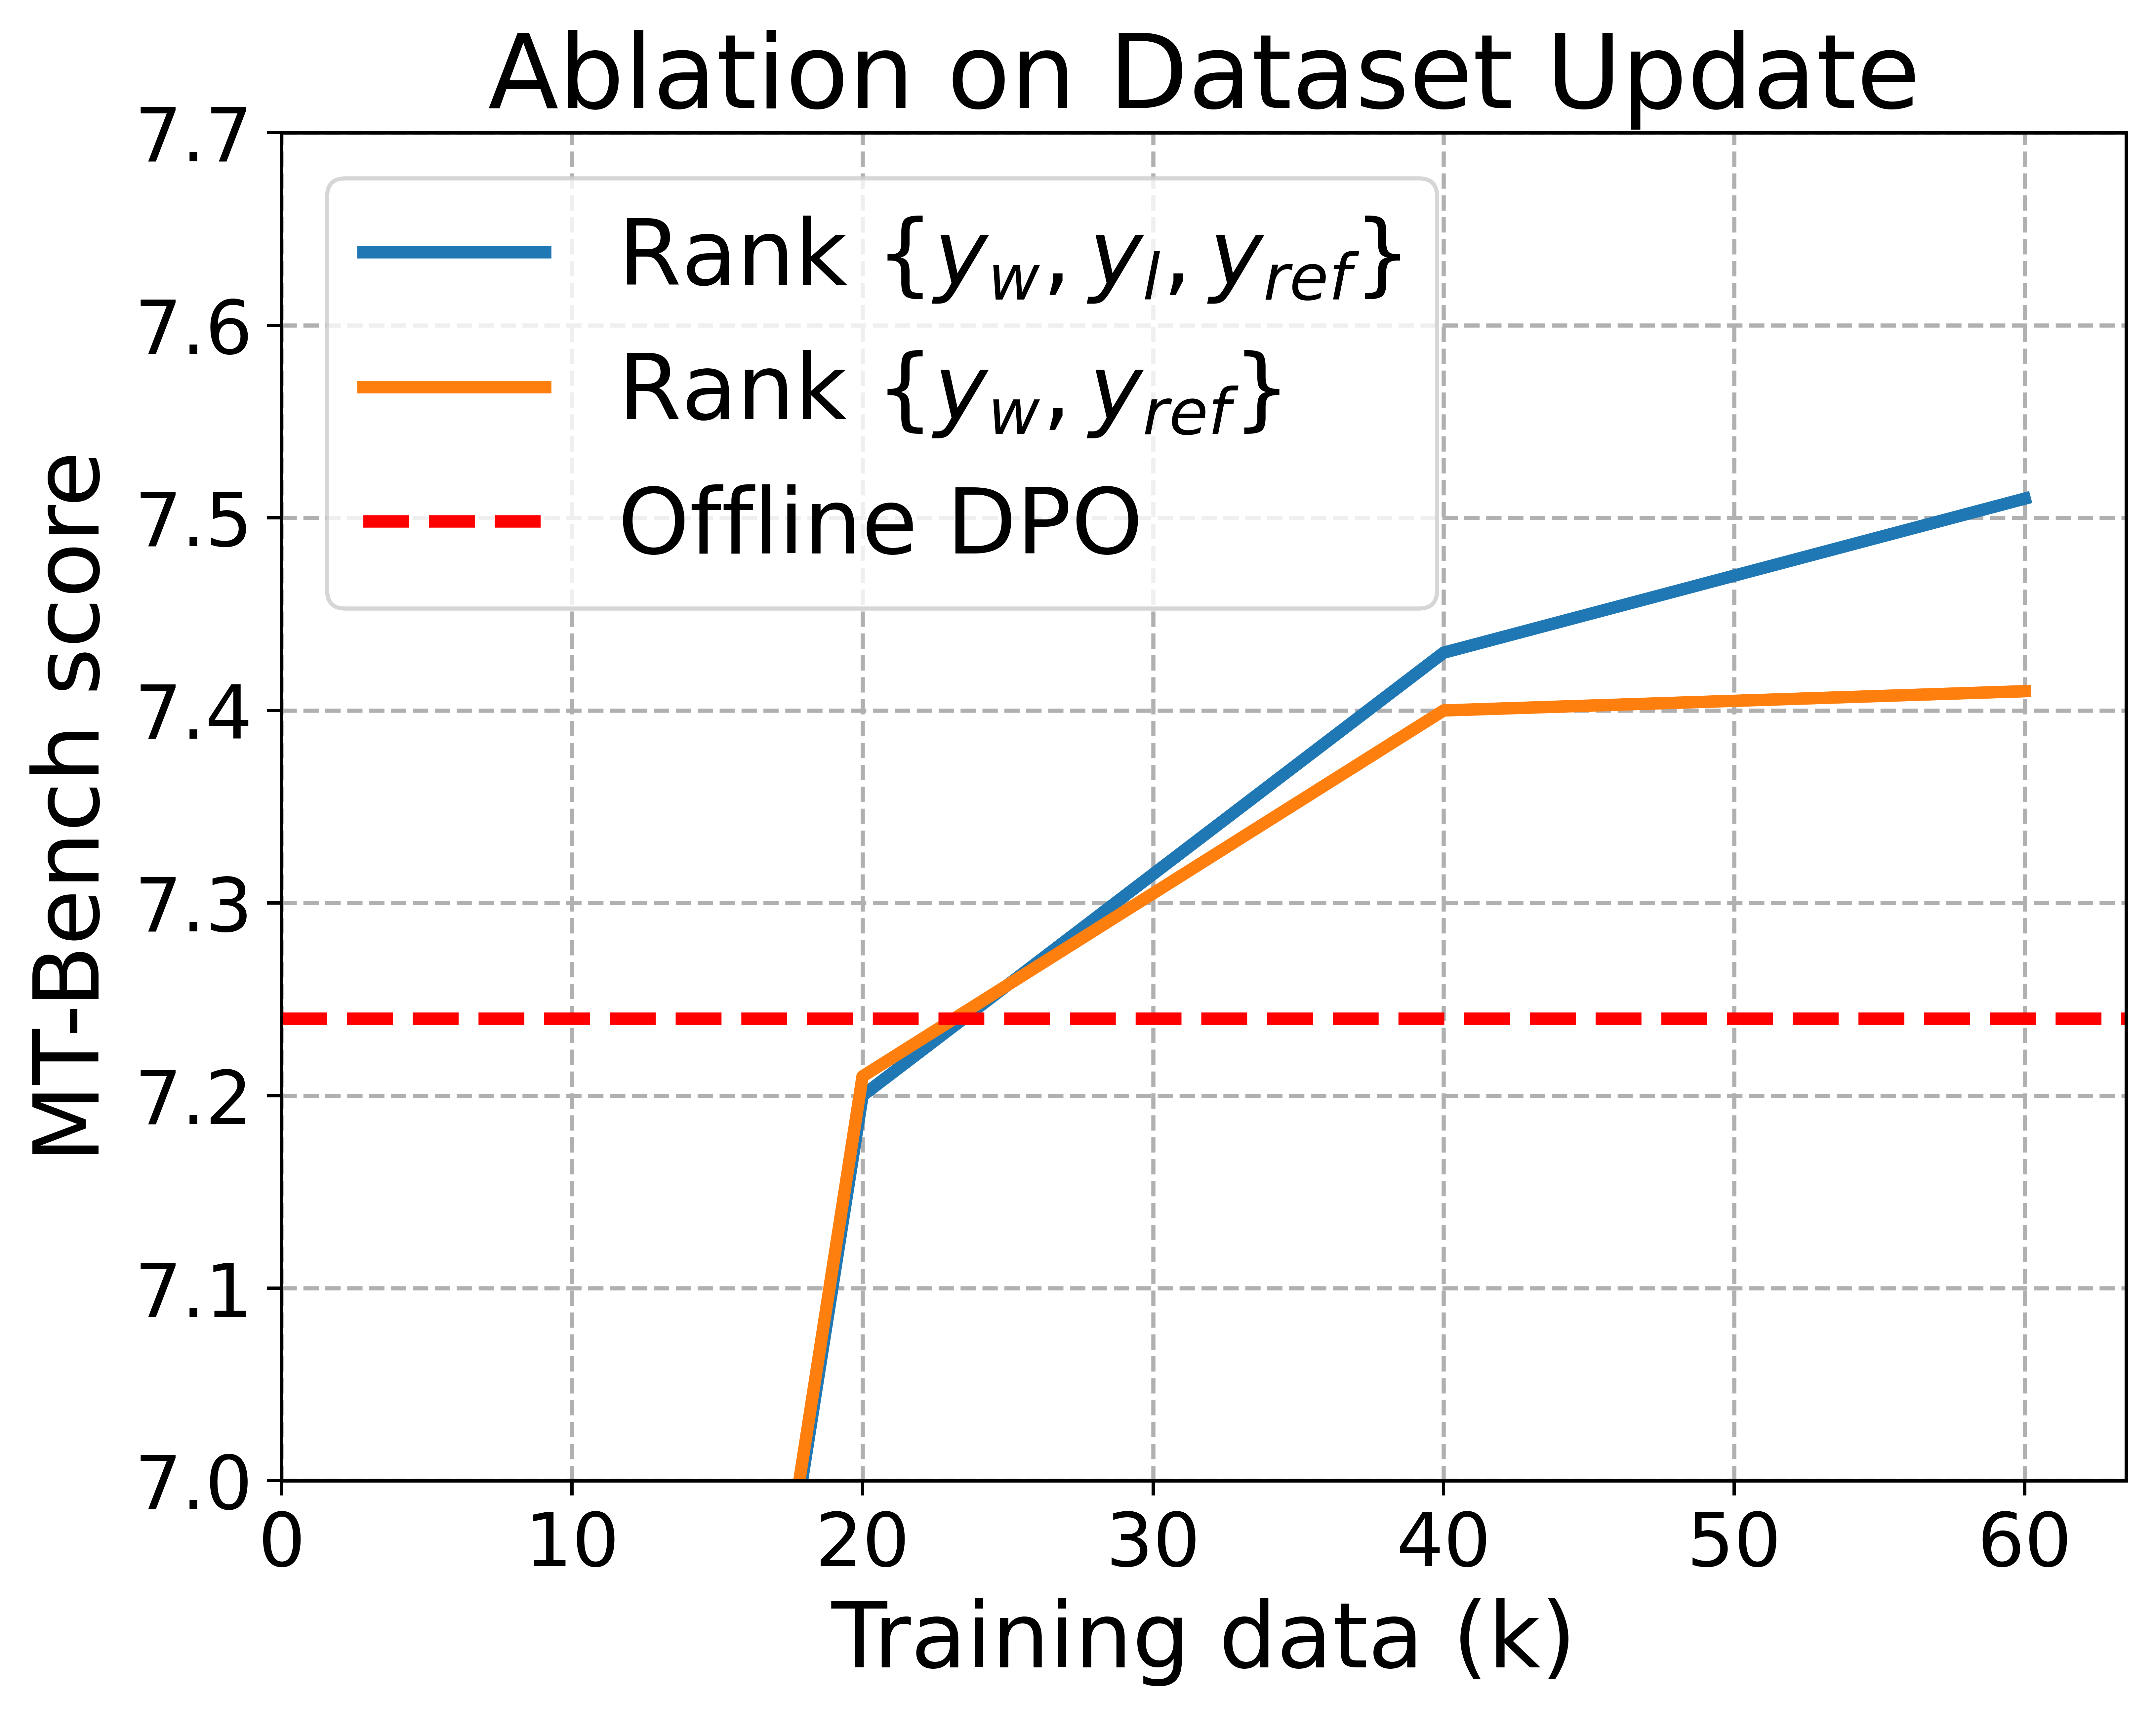 Ablation on Dataset Update
7.7
7.6
7.5
7.4
7.3
7.2
7.1
7.0
MT-Bench score
Rank {y_w, y_l, y_ref}
Rank {y_w, y_ref}
Offline DPO
0 10 20 30 40 50 60
Training data (k)